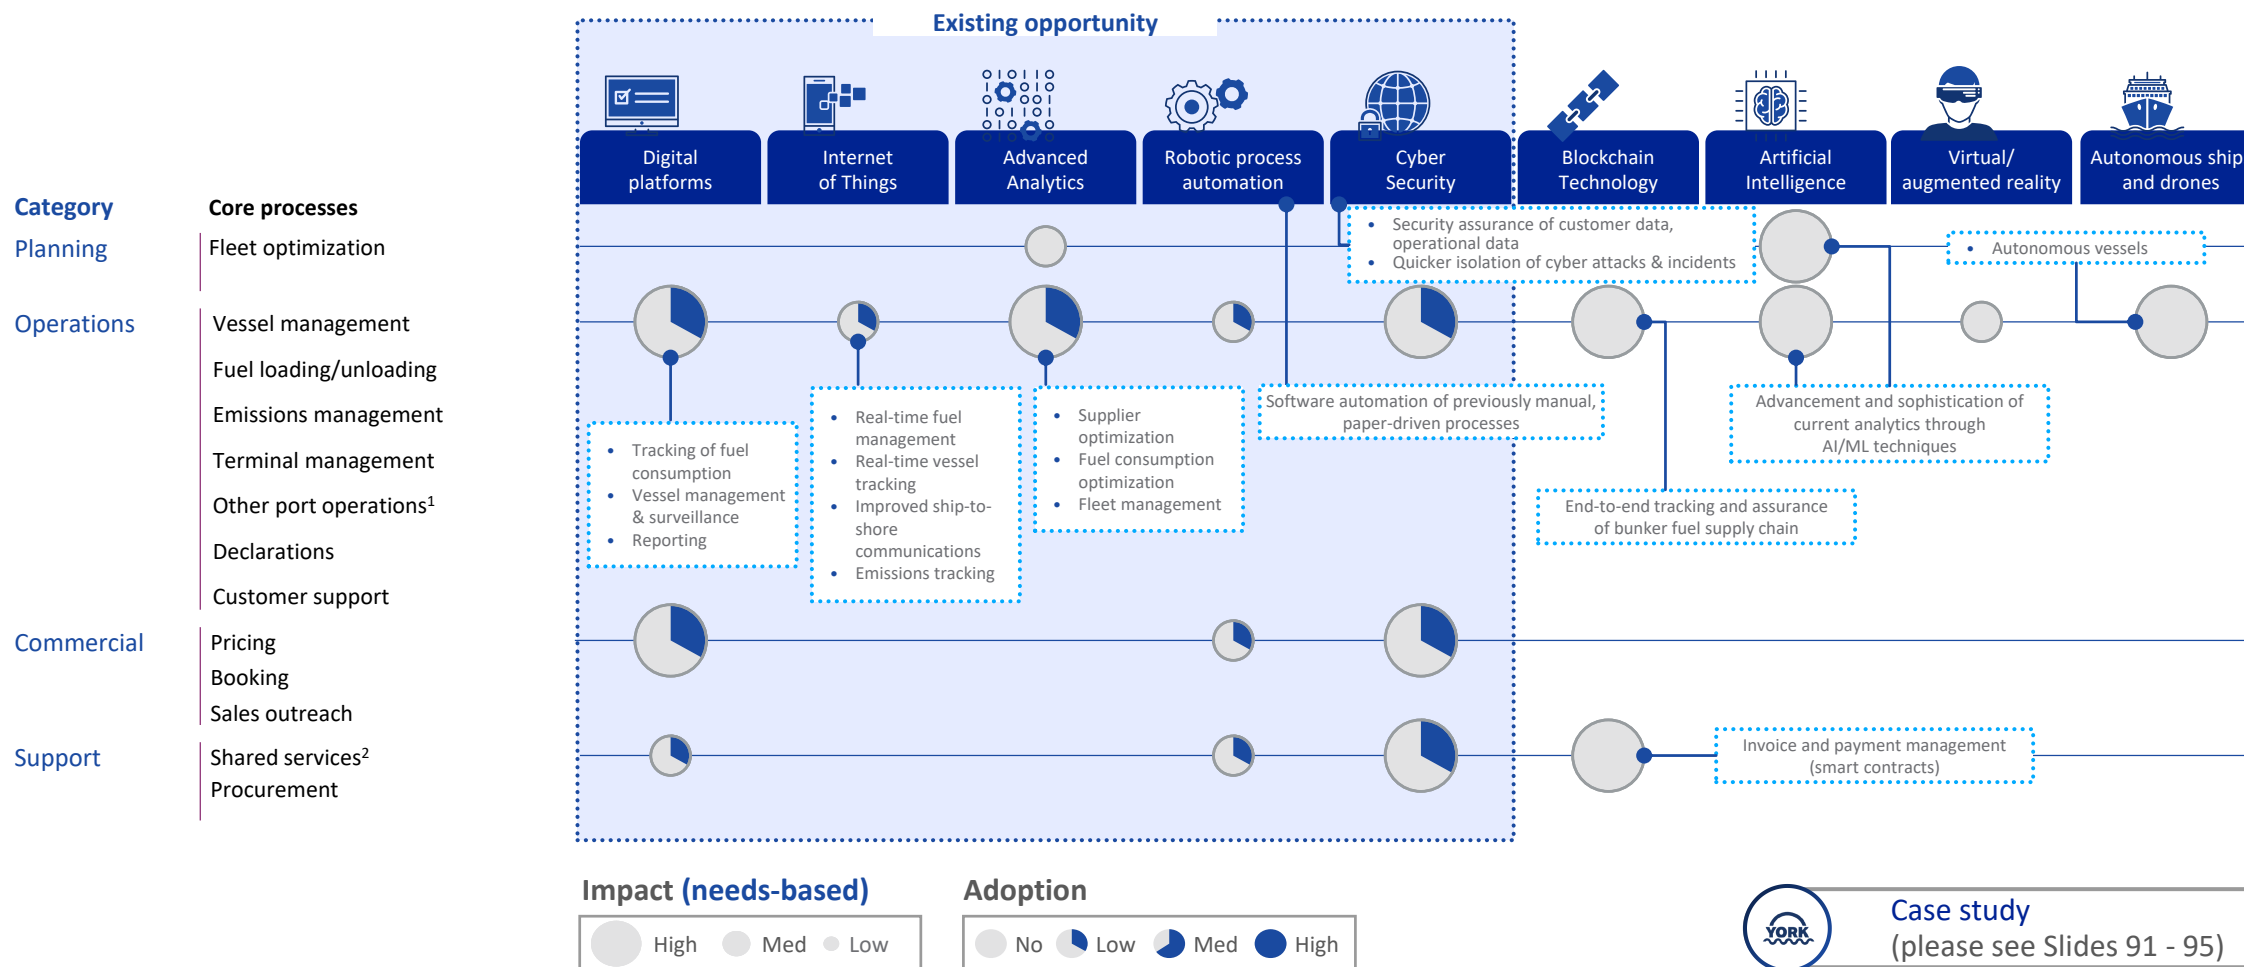 Existing opportunity
Digital
platforms
Internet
of Things
Advanced
Analytics
Robotic process
automation
Cyber
Security
Blockchain
Technology
Artificial
Intelligence
Virtual/
augmented reality
Autonomous ship
and drones
Category
Core processes
Planning
Fleet optimization
• Security assurance of customer data,
operational data
• Quicker isolation of cyber attacks & incidents
• Autonomous vessels
Operations
Vessel management
Fuel loading/unloading
Emissions management
Terminal management
Other port operations1
Declarations
Customer support
• Tracking of fuel
consumption
• Vessel management
& surveillance
• Reporting
• Real-time fuel
management
• Real-time vessel
tracking
• Improved ship-to-
shore
communications
• Emissions tracking
• Supplier
optimization
• Fuel consumption
optimization
• Fleet management
Software automation of previously manual,
paper-driven processes
Advancement and sophistication of
current analytics through
AI/ML techniques
End-to-end tracking and assurance
of bunker fuel supply chain
Commercial
Pricing
Booking
Sales outreach
Support
Shared services2
Procurement
Invoice and payment management
(smart contracts)
Impact (needs-based)
High Med Low
Adoption
No Low Med High
YORK
Case study
(please see Slides 91 - 95)